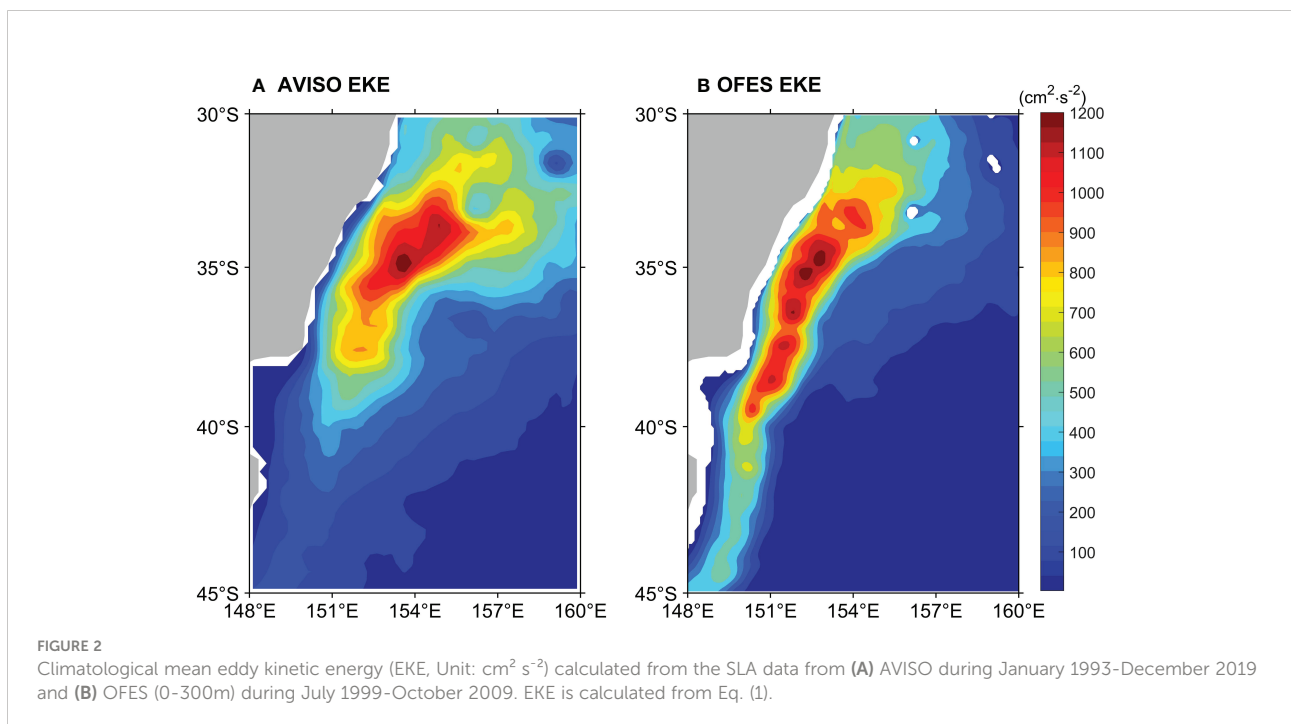 A AVISO EKE
B OFES EKE
(cm²·s⁻²)
30°S
35°S
40°S
45°S
148°E
151°E
154°E
157°E
160°E
30°S
35°S
40°S
45°S
148°E
151°E
154°E
157°E
160°E
1200
1100
1000
900
800
700
600
500
400
300
200
100
FIGURE 2
Climatological mean eddy kinetic energy (EKE, Unit: cm² s⁻²) calculated from the SLA data from (A) AVISO during January 1993-December 2019
and (B) OFES (0-300m) during July 1999-October 2009. EKE is calculated from Eq. (1).